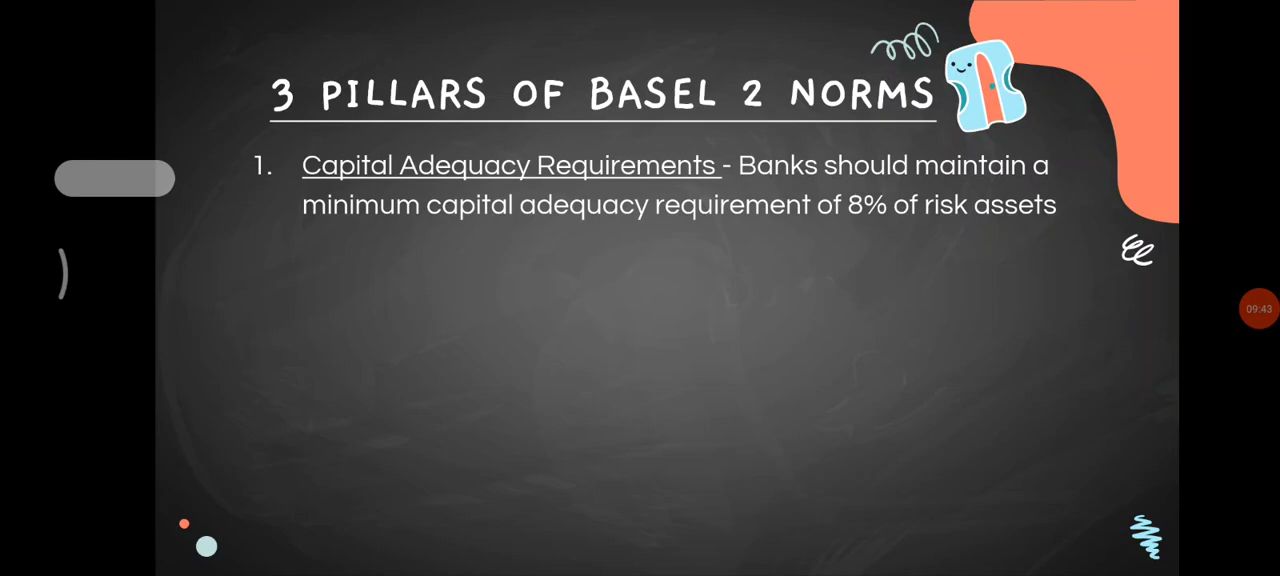 3 PILLARS OF BASEL 2 NORMS
1. Capital Adequacy Requirements - Banks should maintain a
minimum capital adequacy requirement of 8% of risk assets
09:43